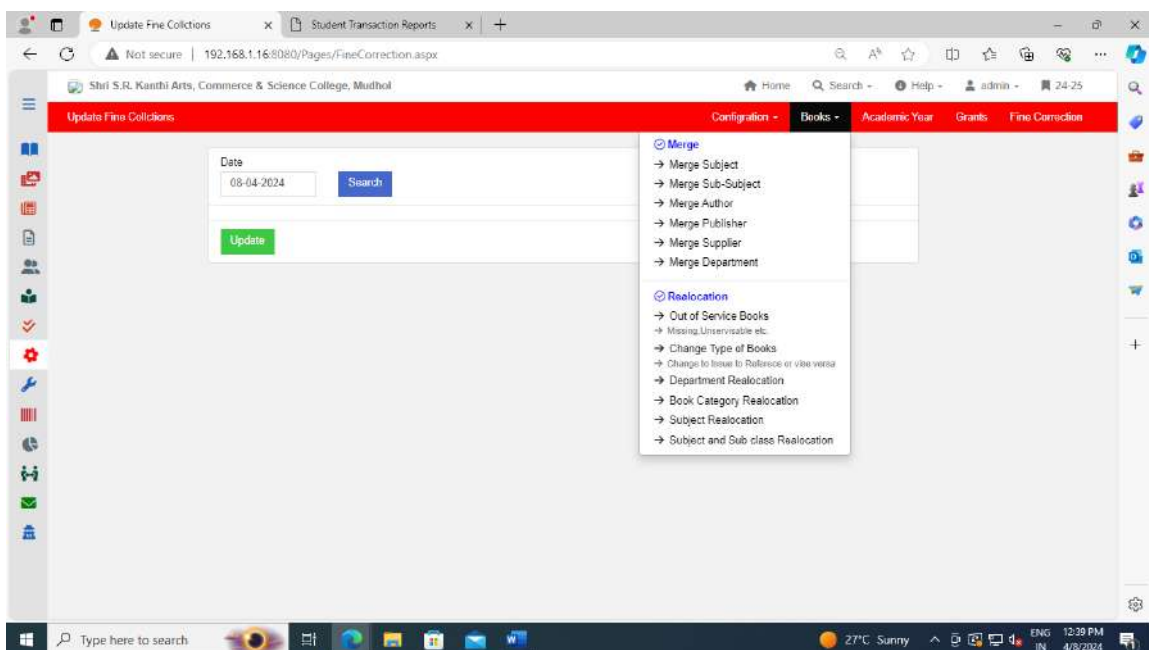 Update Fine Collctions
Student Transaction Reports
Not secure | 192.168.1.16:8080/Pages/FineCorrection.aspx
Shri S.R. Kanthi Arts, Commerce & Science College, Mudhol
Home Search Help admin 24-25
Update Fine Collctions
Configration Books Academic Year Grants Fine Correction
Date
08-04-2024 Search
Update
Merge
Merge Subject
Merge Sub-Subject
Merge Author
Merge Publisher
Merge Supplier
Merge Department
Realocation
Out of Service Books
Missing,Unservisable etc.
Change Type of Books
Change to Issue to Referece or vise versa
Department Realocation
Book Category Realocation
Subject Realocation
Subject and Sub class Realocation
Type here to search
27°C Sunny
ENG
IN
12:39 PM
4/8/2024